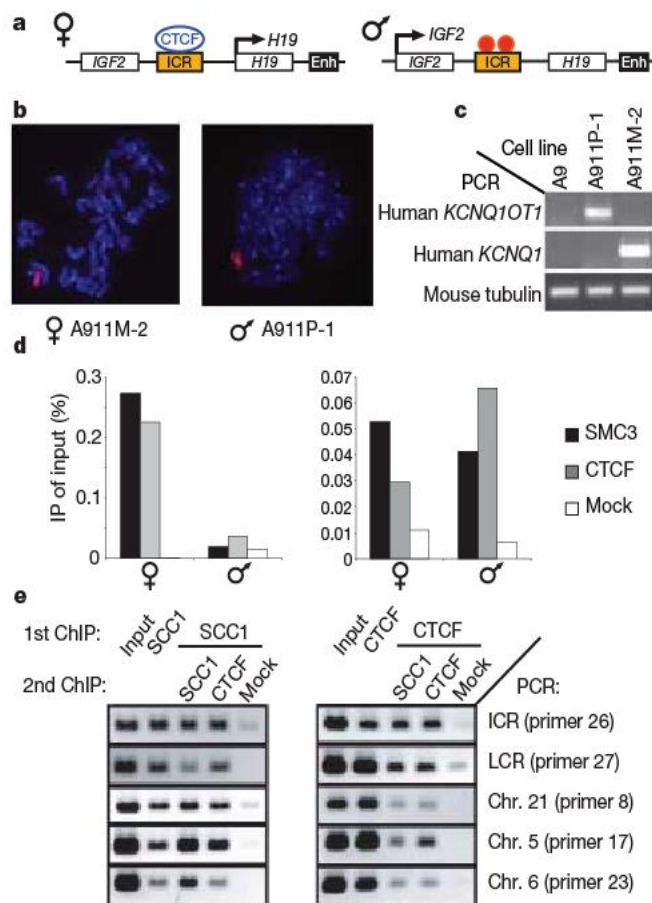 a
CTCF
H19
IGF2
ICR
H19
Enh
IGF2
IGF2
ICR
H19
Enh
b
♀ A911M-2
♂ A911P-1
c
Cell line
PCR
A9
A911P-1
A911M-2
Human KCNQ1OT1
Human KCNQ1
Mouse tubulin
d
IP of input (%)
0.3
0.2
0.1
0
♀ ♂
0.07
0.06
0.05
0.04
0.03
0.02
0.01
0
♀ ♂
SMC3
CTCF
Mock
e
1st ChIP:
Input
SCC1
SCC1
Input
CTCF
CTCF
2nd ChIP:
SCC1
CTCF
Mock
SCC1
CTCF
Mock
PCR:
ICR (primer 26)
LCR (primer 27)
Chr. 21 (primer 8)
Chr. 5 (primer 17)
Chr. 6 (primer 23)